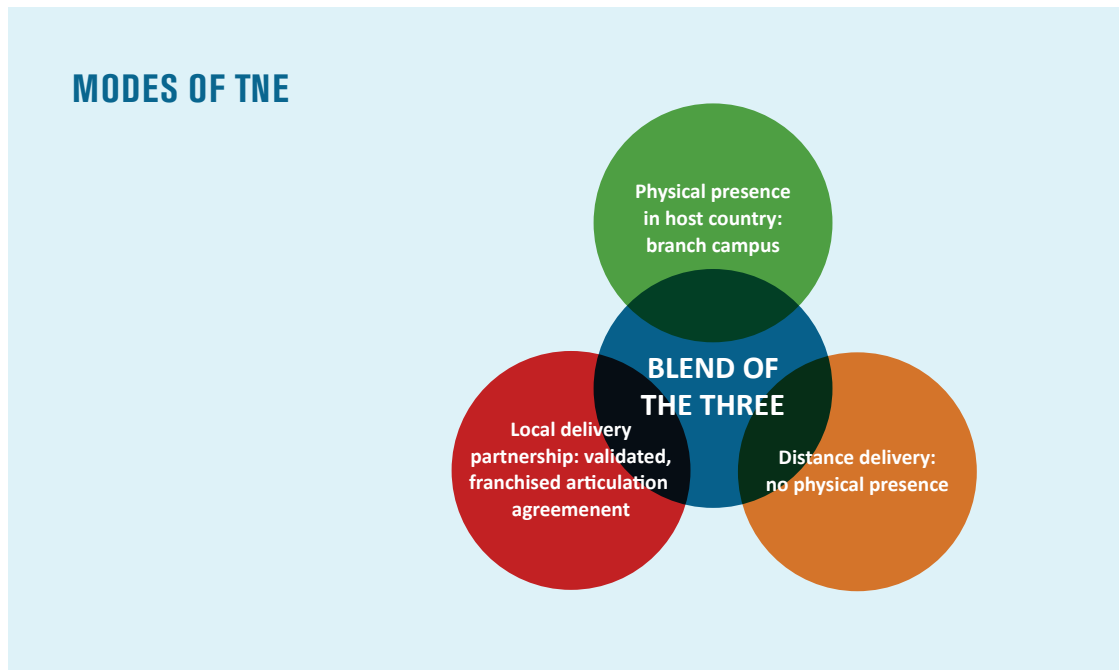 MODES OF TNE
Physical presence
in host country:
branch campus
BLEND OF
THE THREE
Local delivery
partnership: validated,
franchised articulation
agreemenent
Distance delivery:
no physical presence